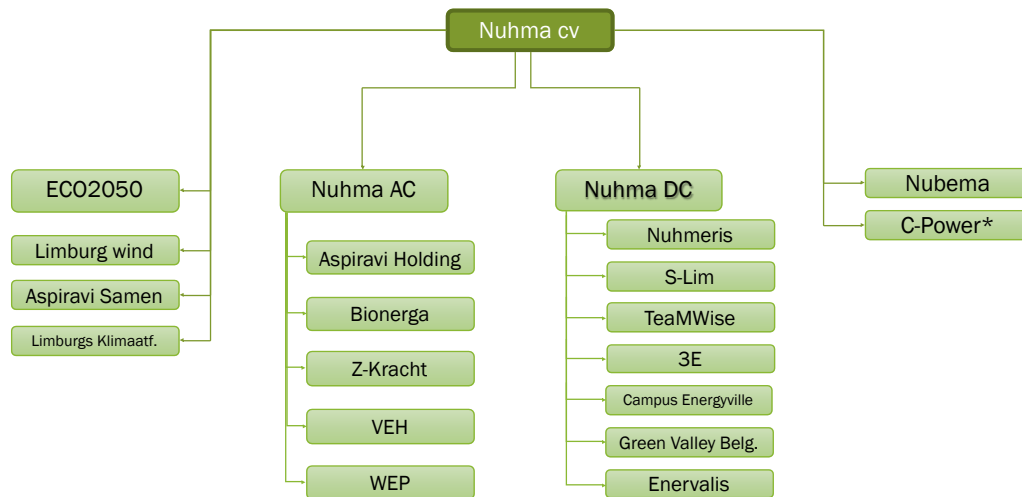 Nuhma cv
ECO2050
Limburg wind
Aspiravi Samen
Limburgs Klimaatf.
Nuhma AC
Aspiravi Holding
Bionerga
Z-Kracht
VEH
WEP
Nuhma DC
Nuhmeris
S-Lim
TeaMWise
3E
Campus Energyville
Green Valley Belg.
Enervalis
Nubema
C-Power*